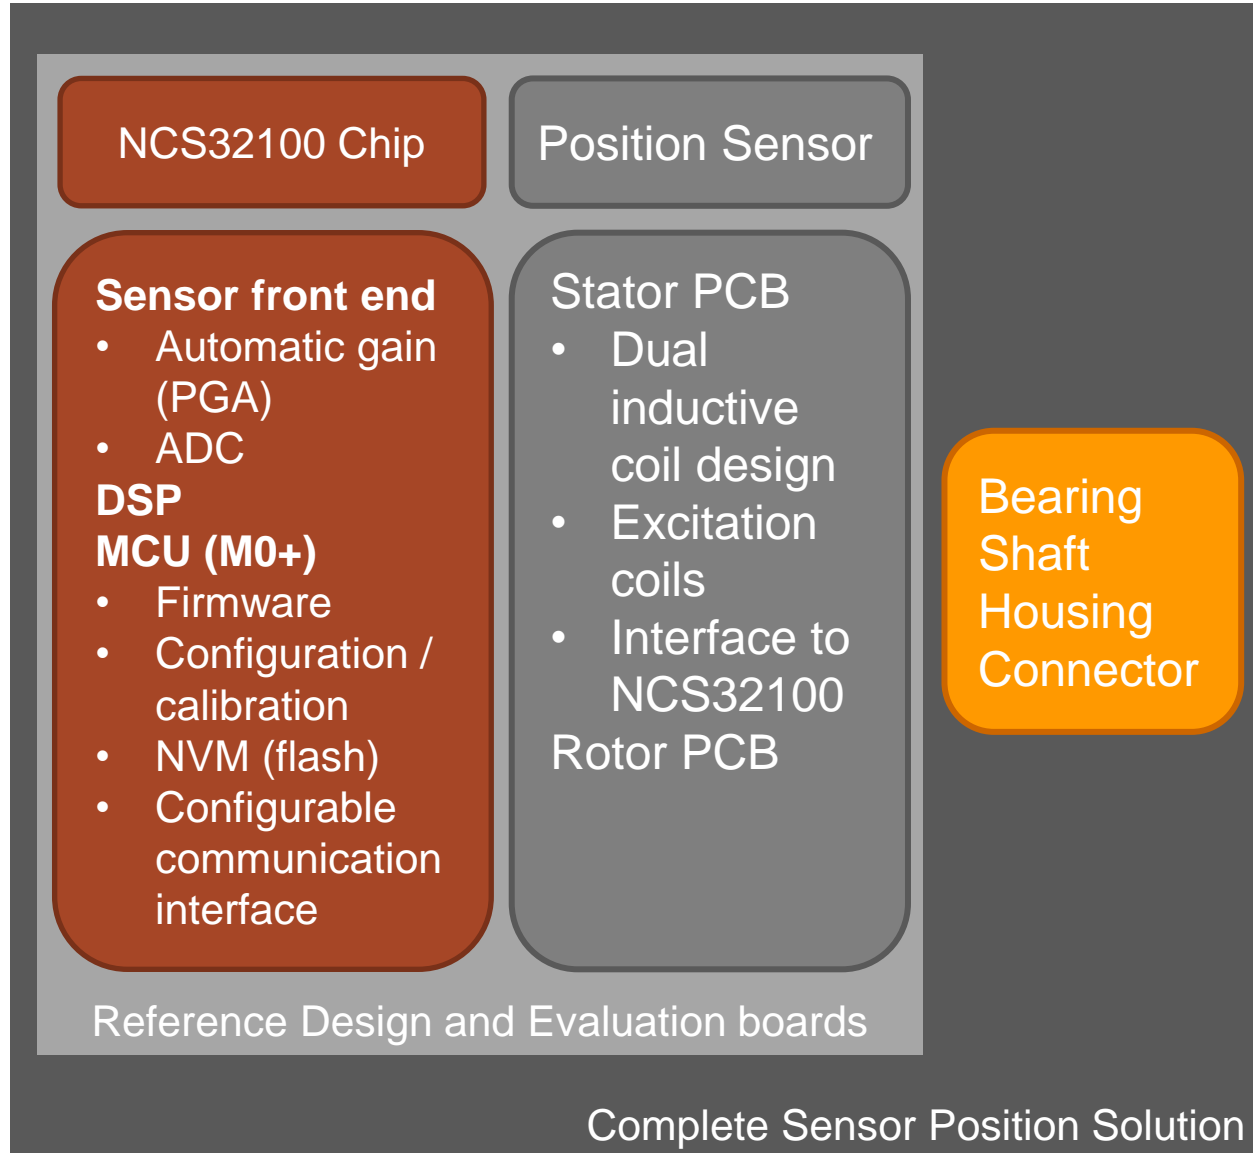 NCS32100 Chip
Position Sensor
Sensor front end
• Automatic gain
(PGA)
• ADC
DSP
MCU (M0+)
• Firmware
• Configuration /
calibration
• NVM (flash)
• Configurable
communication
interface
Stator PCB
• Dual
inductive
coil design
• Excitation
coils
• Interface to
NCS32100
Rotor PCB
Bearing
Shaft
Housing
Connector
Reference Design and Evaluation boards
Complete Sensor Position Solution